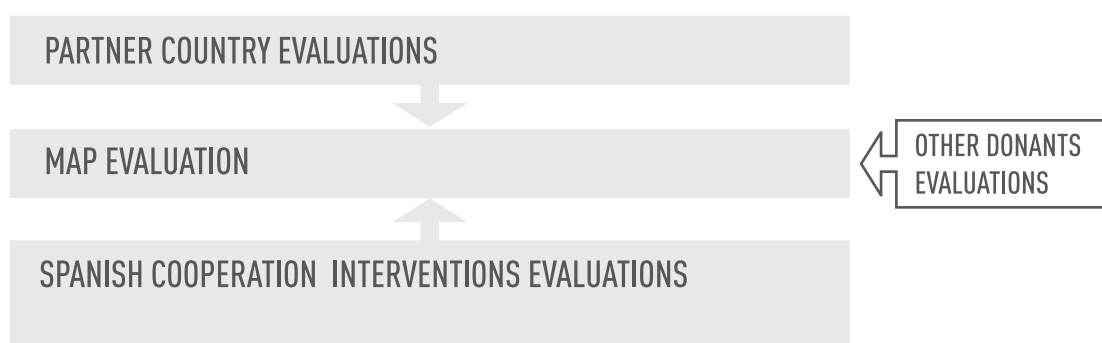 PARTNER COUNTRY EVALUATIONS
MAP EVALUATION
OTHER DONANTS
EVALUATIONS
SPANISH COOPERATION INTERVENTIONS EVALUATIONS